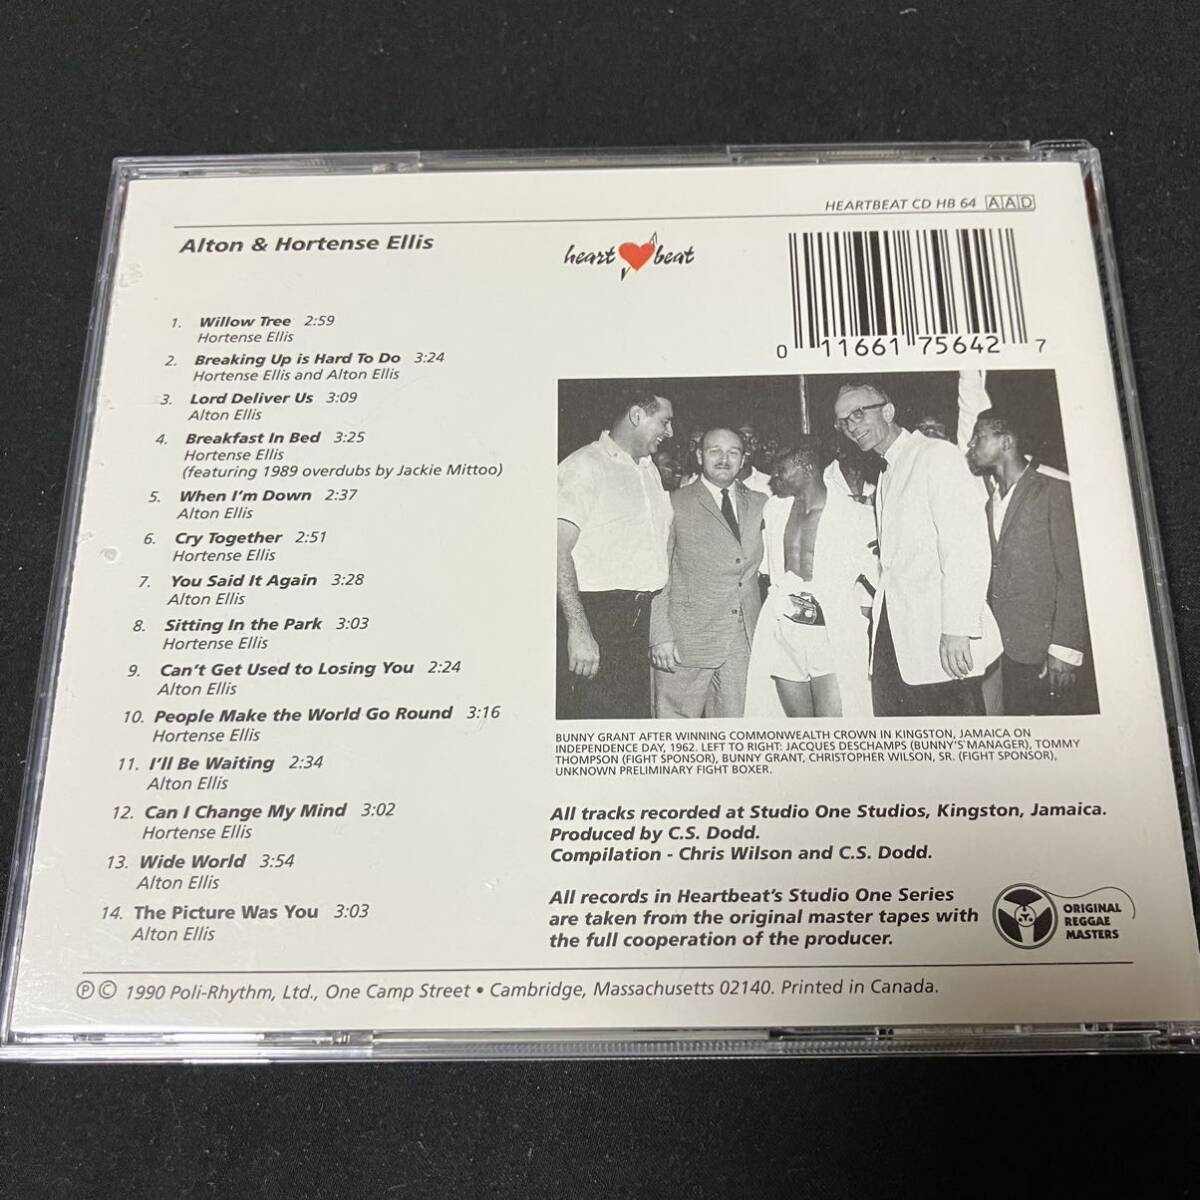 HEARTBEAT CD HB 64 AAD
Alton & Hortense Ellis
heart beat
0 11661 75642 7
1. Willow Tree 2:59
Hortense Ellis
2. Breaking Up is Hard To Do 3:24
Hortense Ellis and Alton Ellis
3. Lord Deliver Us 3:09
Alton Ellis
4. Breakfast In Bed 3:25
Hortense Ellis
(featuring 1989 overdubs by Jackie Mittoo)
5. When I'm Down 2:37
Alton Ellis
6. Cry Together 2:51
Hortense Ellis
7. You Said It Again 3:28
Alton Ellis
8. Sitting In the Park 3:03
Hortense Ellis
9. Can't Get Used to Losing You 2:24
Alton Ellis
10. People Make the World Go Round 3:16
Hortense Ellis
11. I'll Be Waiting 2:34
Alton Ellis
12. Can I Change My Mind 3:02
Hortense Ellis
13. Wide World 3:54
Alton Ellis
14. The Picture Was You 3:03
Alton Ellis
BUNNY GRANT AFTER WINNING COMMONWEALTH CROWN IN KINGSTON, JAMAICA ON
INDEPENDENCE DAY, 1962. LEFT TO RIGHT: JACQUES DESCHAMPS (BUNNY'S MANAGER), TOMMY
THOMPSON (FIGHT SPONSOR), BUNNY GRANT, CHRISTOPHER WILSON, SR. (FIGHT SPONSOR),
UNKNOWN PRELIMINARY FIGHT BOXER.
All tracks recorded at Studio One Studios, Kingston, Jamaica.
Produced by C.S. Dodd.
Compilation - Chris Wilson and C.S. Dodd.
All records in Heartbeat's Studio One Series
are taken from the original master tapes with
the full cooperation of the producer.
ORIGINAL
REGGAE
MASTERS
℗© 1990 Poli-Rhythm, Ltd., One Camp Street • Cambridge, Massachusetts 02140. Printed in Canada.